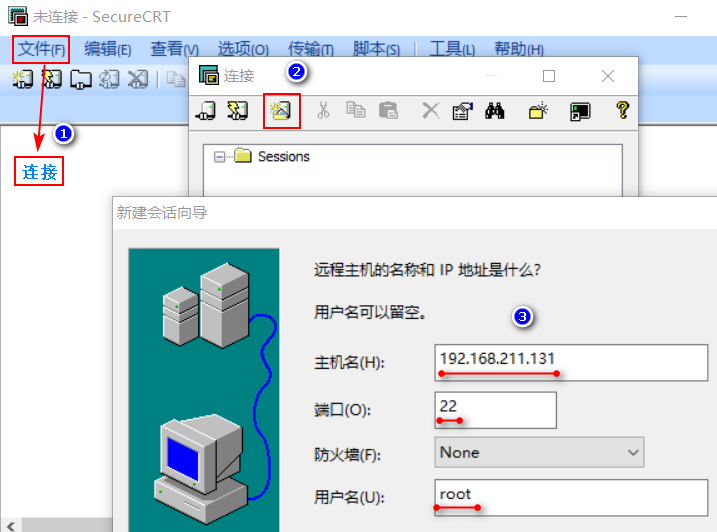 未连接 - SecureCRT
文件(F) 编辑(E) 查看(V) 选项(O) 传输(T) 脚本(S) 工具(L) 帮助(H)
连接 2
1
连接
Sessions
新建会话向导
远程主机的名称和 IP 地址是什么?
用户名可以留空。
3
主机名(H): 192.168.211.131
端口(O): 22
防火墙(F): None
用户名(U): root